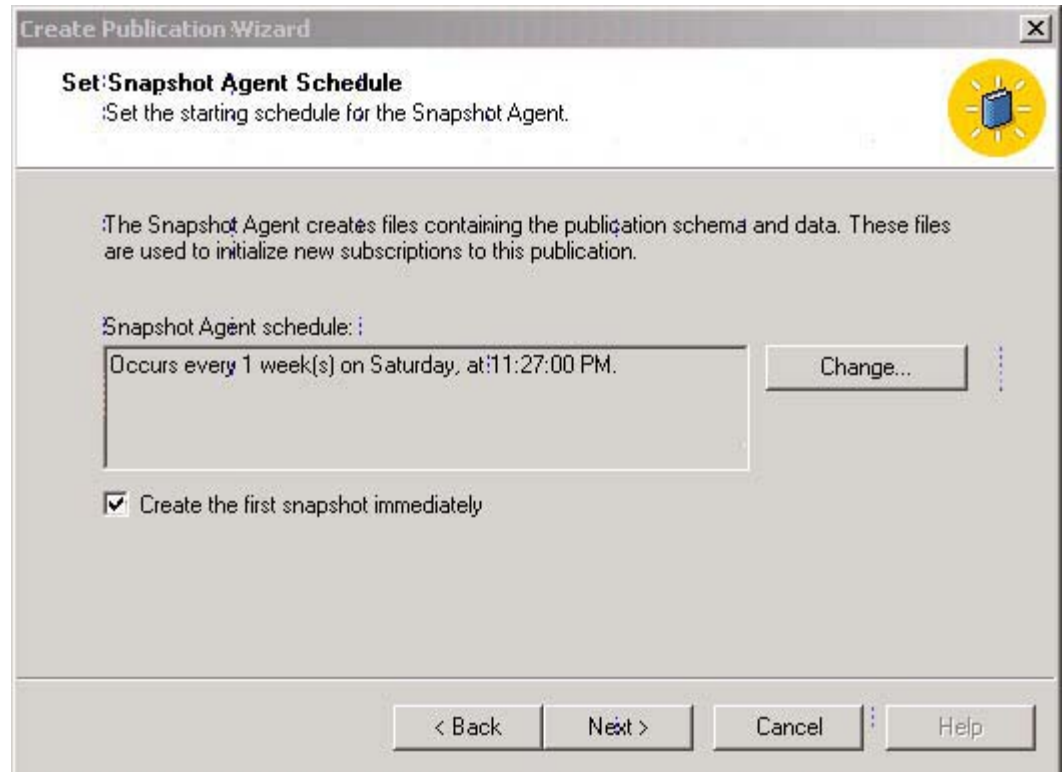 Create Publication Wizard
Set Snapshot Agent Schedule
Set the starting schedule for the Snapshot Agent.
The Snapshot Agent creates files containing the publication schema and data. These files
are used to initialize new subscriptions to this publication.
Snapshot Agent schedule:
Occurs every 1 week(s) on Saturday, at 11:27:00 PM.
Change...
Create the first snapshot immediately
< Back
Next >
Cancel
Help